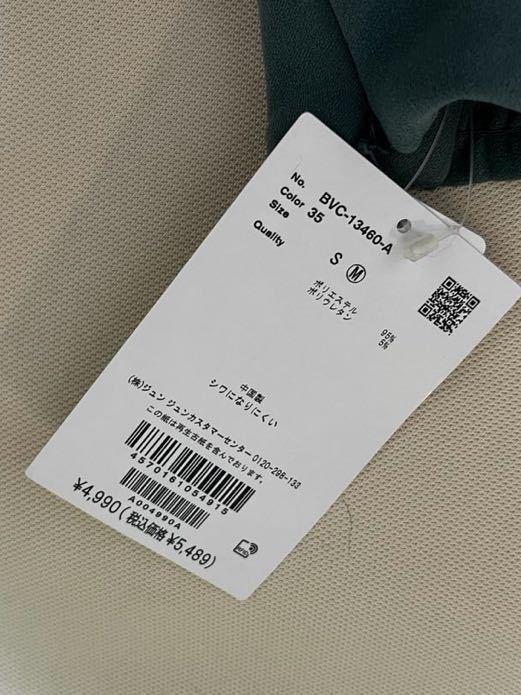 No. BVC-13460-A
Color 35
Size S Ⓜ
Quality
ポリエステル 95%
ポリウレタン 5%
中国製
シワになりにくい
(株)ジュン ジュンカスタマーセンター 0120-298-133
この紙は再生古紙を含んでおります。
4570161054915
A004990A
¥4,990(税込価格¥5,489)
RFID